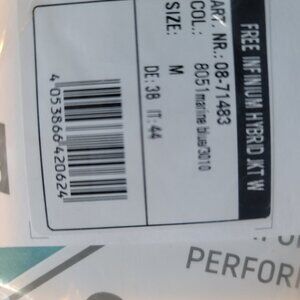 FREE INFINIUM HYBRID JKT W
ART. NR.: 08-71483
COL.: 8051 marine blue/3010
SIZE: M
DE: 38 IT: 44
4 053866 420624
PERFOR